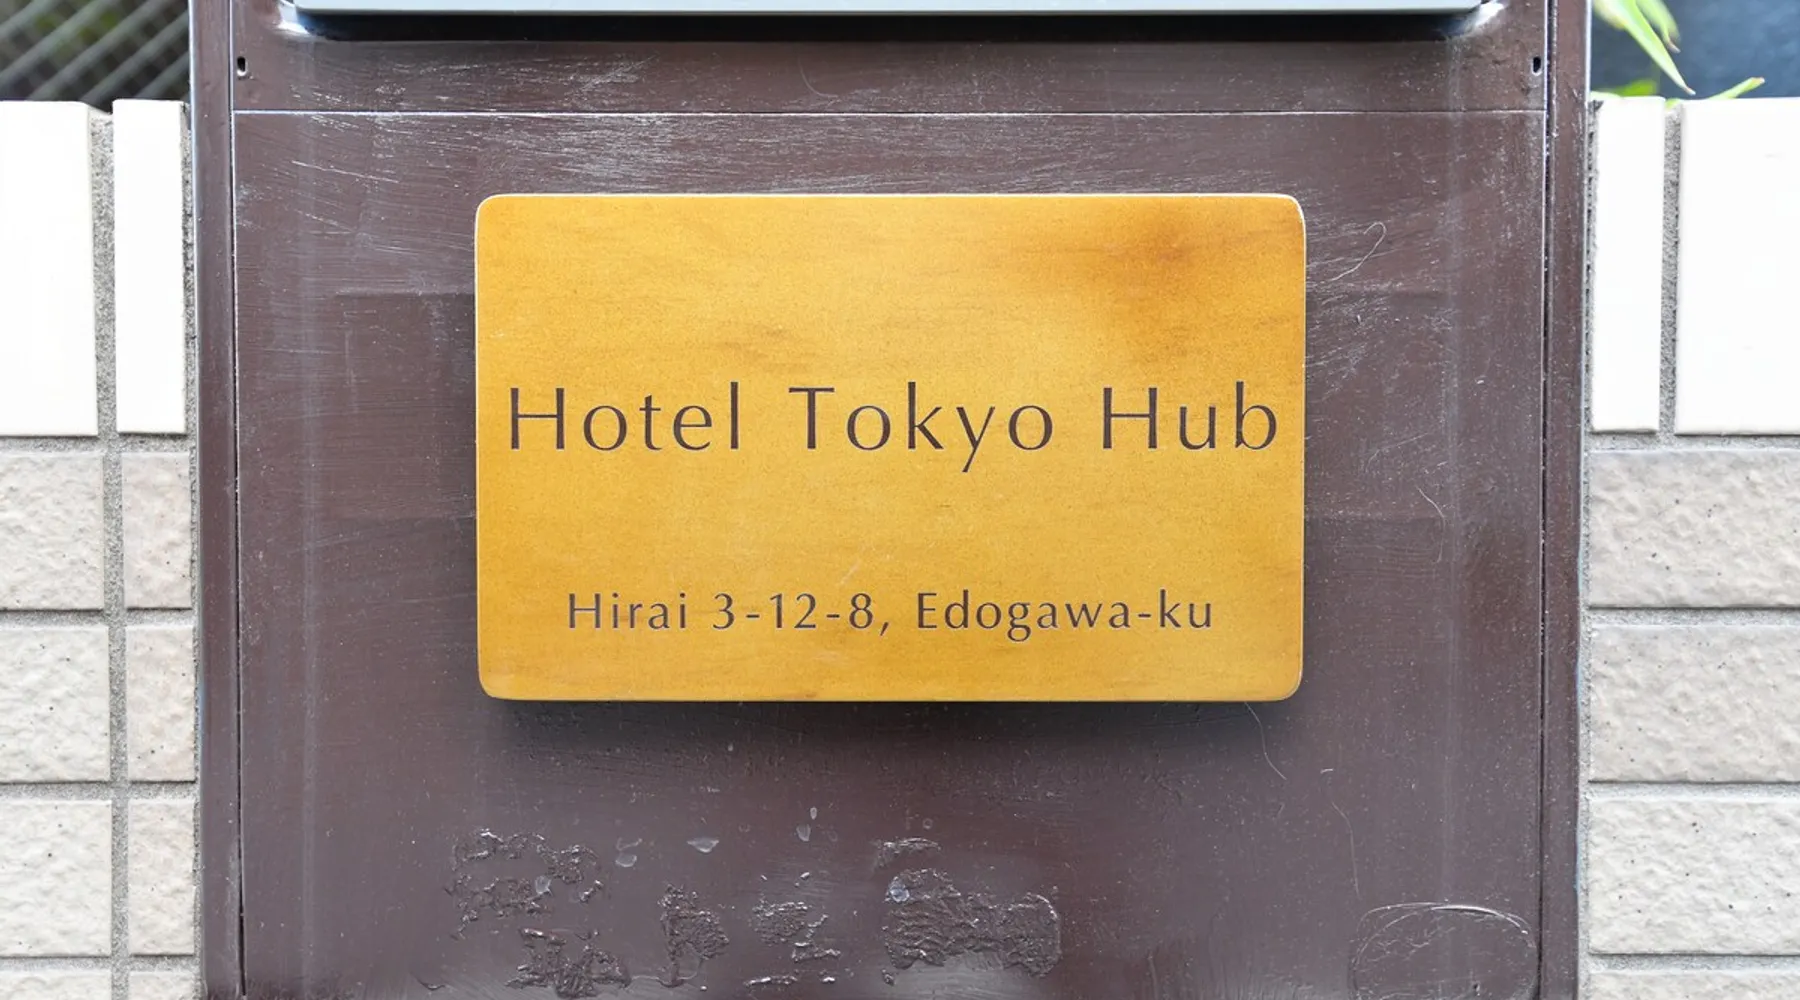 Hotel Tokyo Hub
Hirai 3-12-8, Edogawa-ku